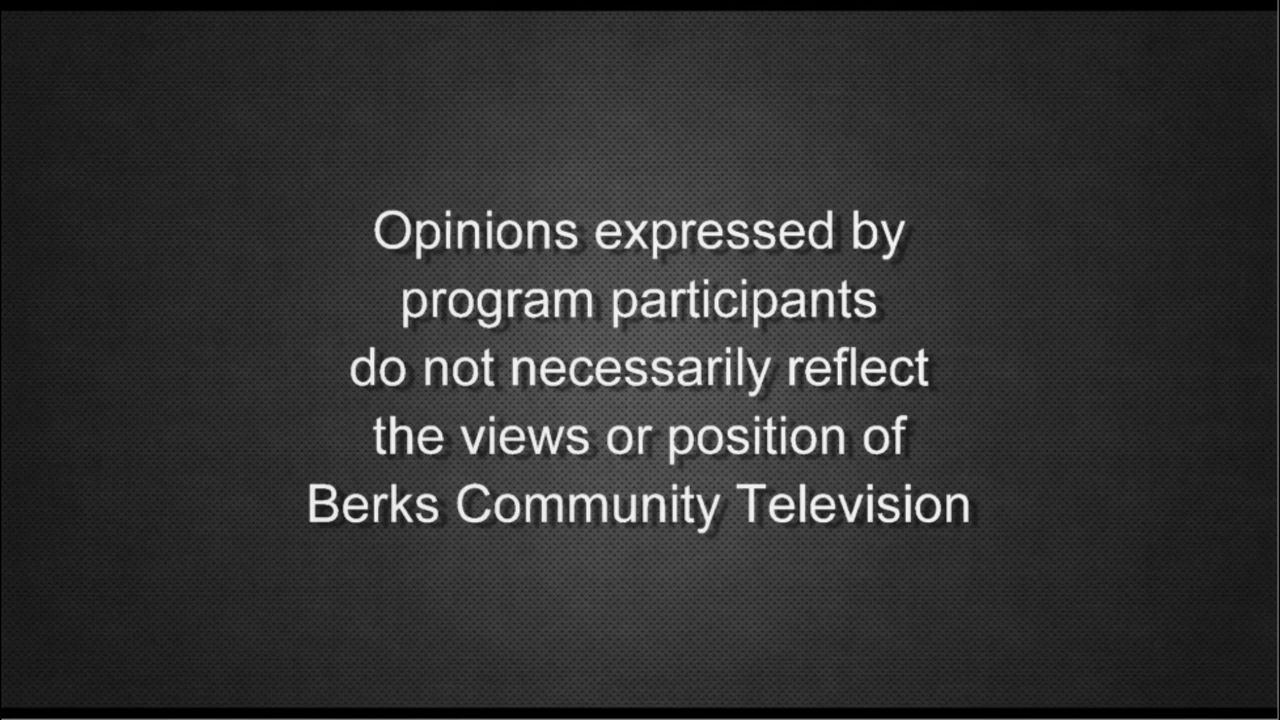 Opinions expressed by
program participants
do not necessarily reflect
the views or position of
Berks Community Television